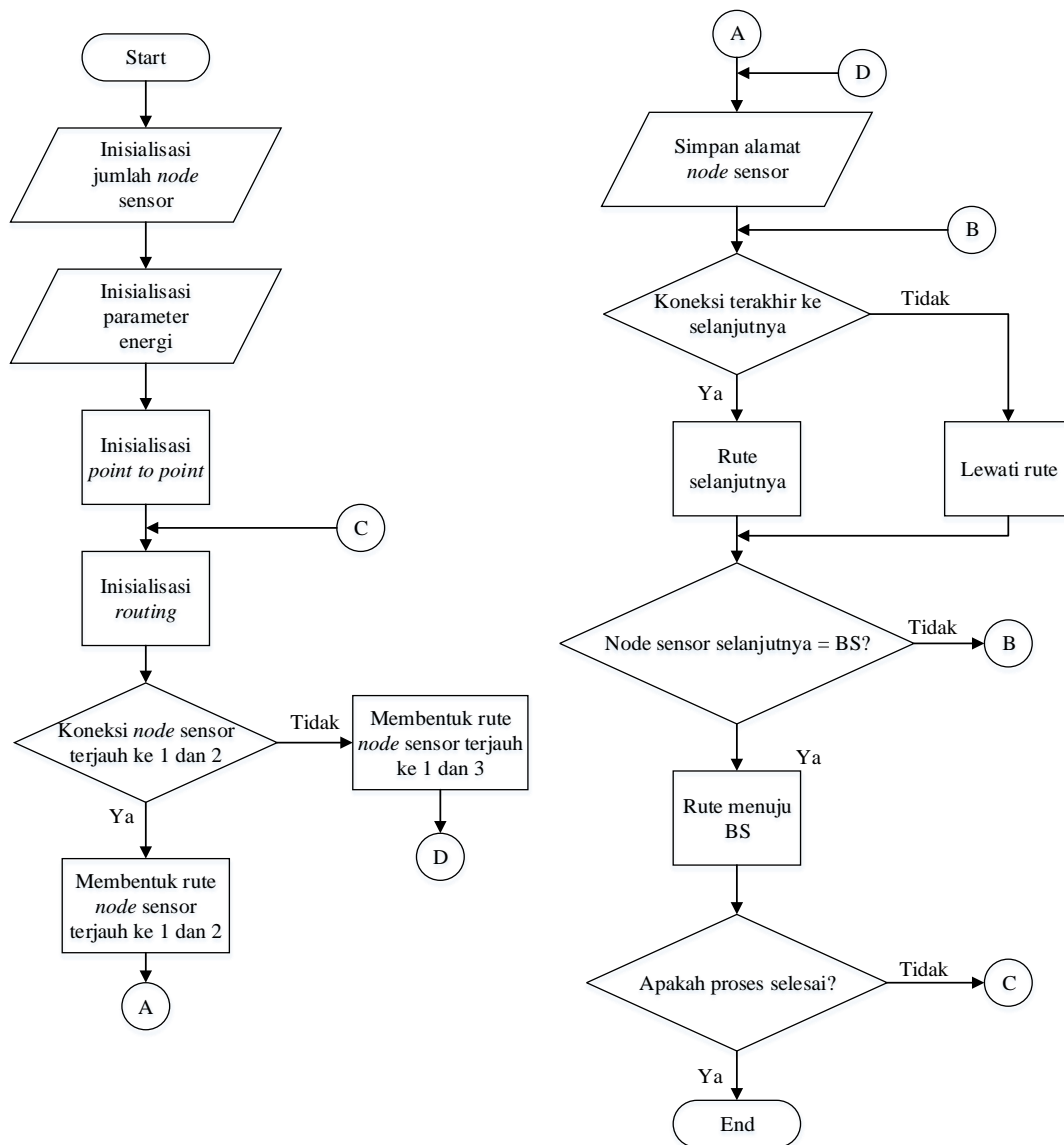 Start
Inisialisasi
jumlah node
sensor
Inisialisasi
parameter
energi
Inisialisasi
point to point
C
Inisialisasi
routing
Koneksi node sensor
terjauh ke 1 dan 2
Tidak
Membentuk rute
node sensor terjauh
ke 1 dan 3
D
Ya
Membentuk rute
node sensor
terjauh ke 1 dan 2
A
A
D
Simpan alamat
node sensor
B
Koneksi terakhir ke
selanjutnya
Tidak
Ya
Rute
selanjutnya
Lewati rute
Node sensor selanjutnya = BS?
Tidak
B
Ya
Rute menuju
BS
Apakah proses selesai?
Tidak
C
Ya
End